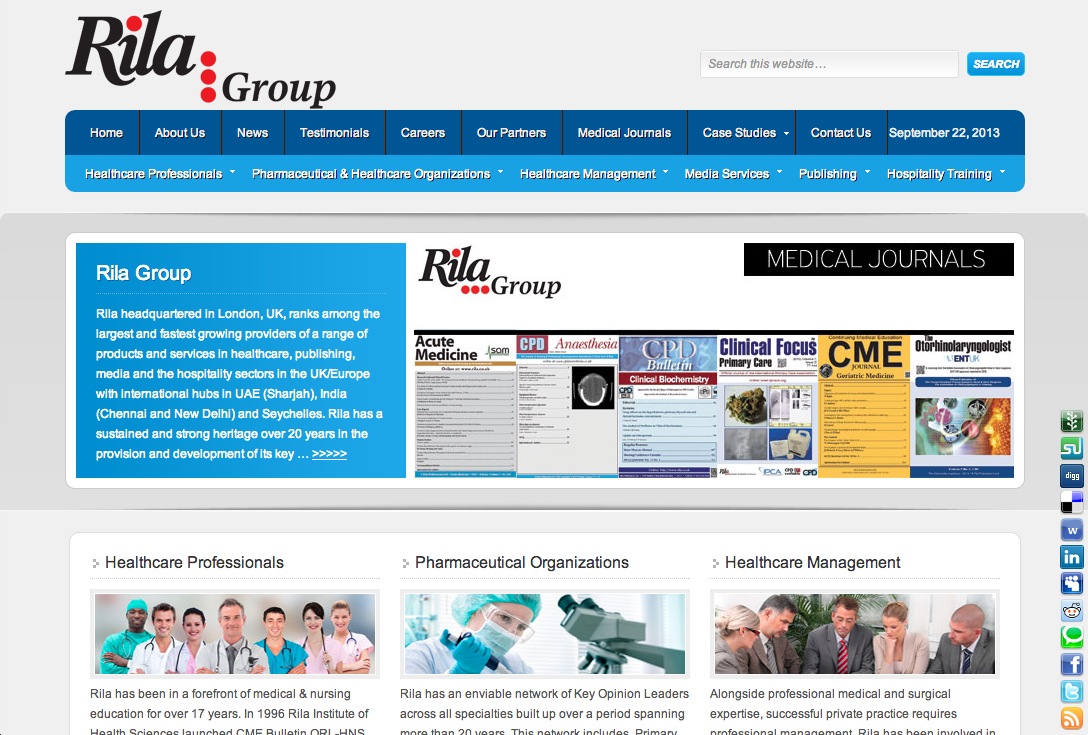 Rila Group
Search this website…
SEARCH
Home
About Us
News
Testimonials
Careers
Our Partners
Medical Journals
Case Studies
Contact Us
September 22, 2013
Healthcare Professionals
Pharmaceutical & Healthcare Organizations
Healthcare Management
Media Services
Publishing
Hospitality Training
Rila Group
Rila headquartered in London, UK, ranks among the
largest and fastest growing providers of a range of
products and services in healthcare, publishing,
media and the hospitality sectors in the UK/Europe
with International hubs in UAE (Sharjah), India
(Chennai and New Delhi) and Seychelles. Rila has a
sustained and strong heritage over 20 years in the
provision and development of its key … >>>>>
Rila Group
MEDICAL JOURNALS
Acute
Medicine
sam
CPD Anaesthesia
CPD
Bulletin
Clinical Biochemistry
Clinical Focus
Primary Care
Continuing Medical Education
CME
JOURNAL
Geriatric Medicine
The
Otorhinolaryngologist
ENTUK
digg
w
in
f
t
Healthcare Professionals
Pharmaceutical Organizations
Healthcare Management
Rila has been in a forefront of medical & nursing
education for over 17 years. In 1996 Rila Institute of
Health Sciences launched CME Bulletin ORL-HNS
Rila has an enviable network of Key Opinion Leaders
across all specialties built up over a period spanning
more than 20 years. This network includes, Primary
Alongside professional medical and surgical
expertise, successful private practice requires
professional management. Rila has been involved in